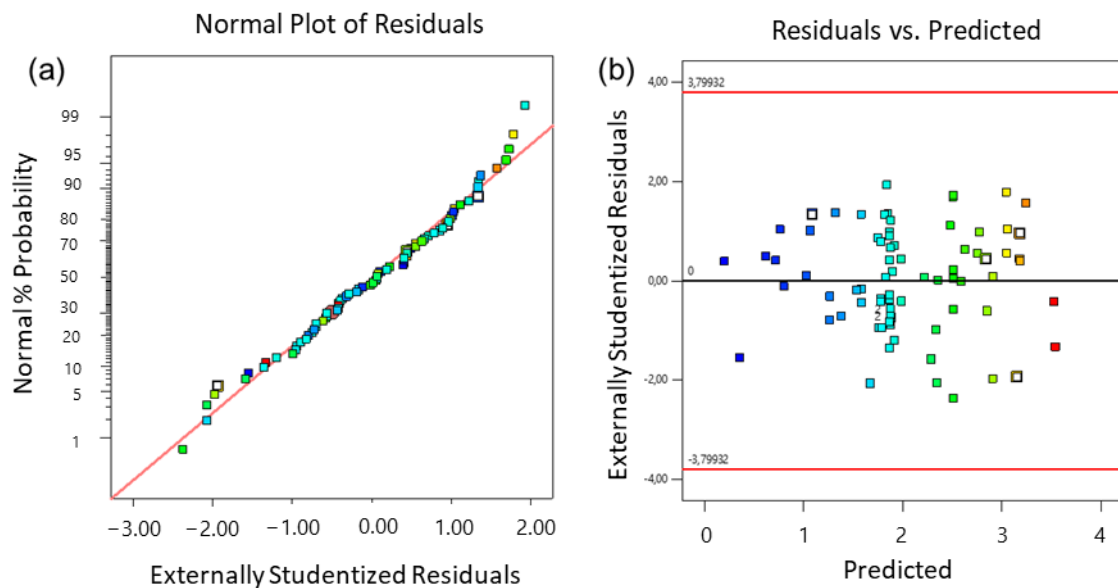 Normal Plot of Residuals
(a)
Normal % Probability
99
95
90
80
70
50
30
20
10
5
1
−3.00 −2.00 −1.00 0.00 1.00 2.00
Externally Studentized Residuals
Residuals vs. Predicted
(b)
Externally Studentized Residuals
4,00
2,00
0,00
-2,00
-4,00
3,79932
0
2
2
-3,79932
0 1 2 3 4
Predicted